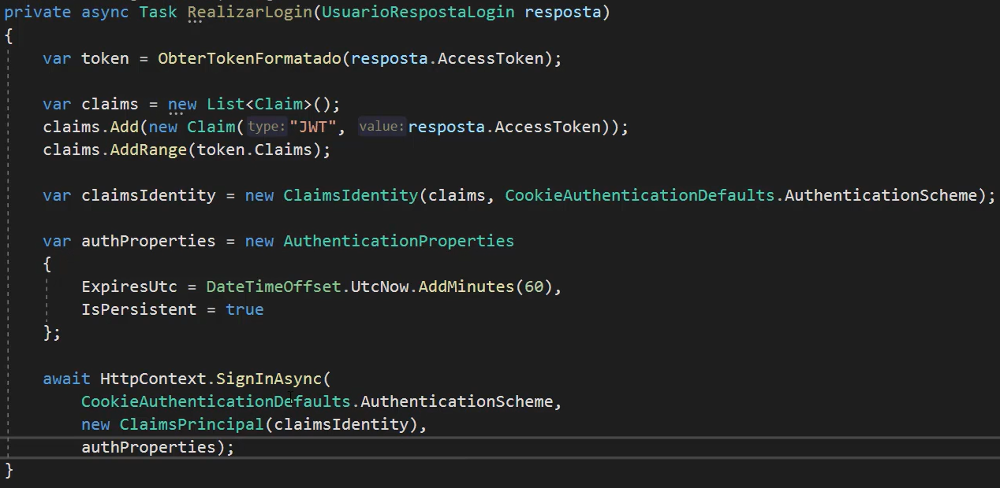 private async Task RealizarLogin(UsuarioRespostaLogin resposta)
{
var token = ObterTokenFormatado(resposta.AccessToken);
var claims = new List<Claim>();
claims.Add(new Claim(type:"JWT", value:resposta.AccessToken));
claims.AddRange(token.Claims);
var claimsIdentity = new ClaimsIdentity(claims, CookieAuthenticationDefaults.AuthenticationScheme);
var authProperties = new AuthenticationProperties
{
ExpiresUtc = DateTimeOffset.UtcNow.AddMinutes(60),
IsPersistent = true
};
await HttpContext.SignInAsync(
CookieAuthenticationDefaults.AuthenticationScheme,
new ClaimsPrincipal(claimsIdentity),
authProperties);
}